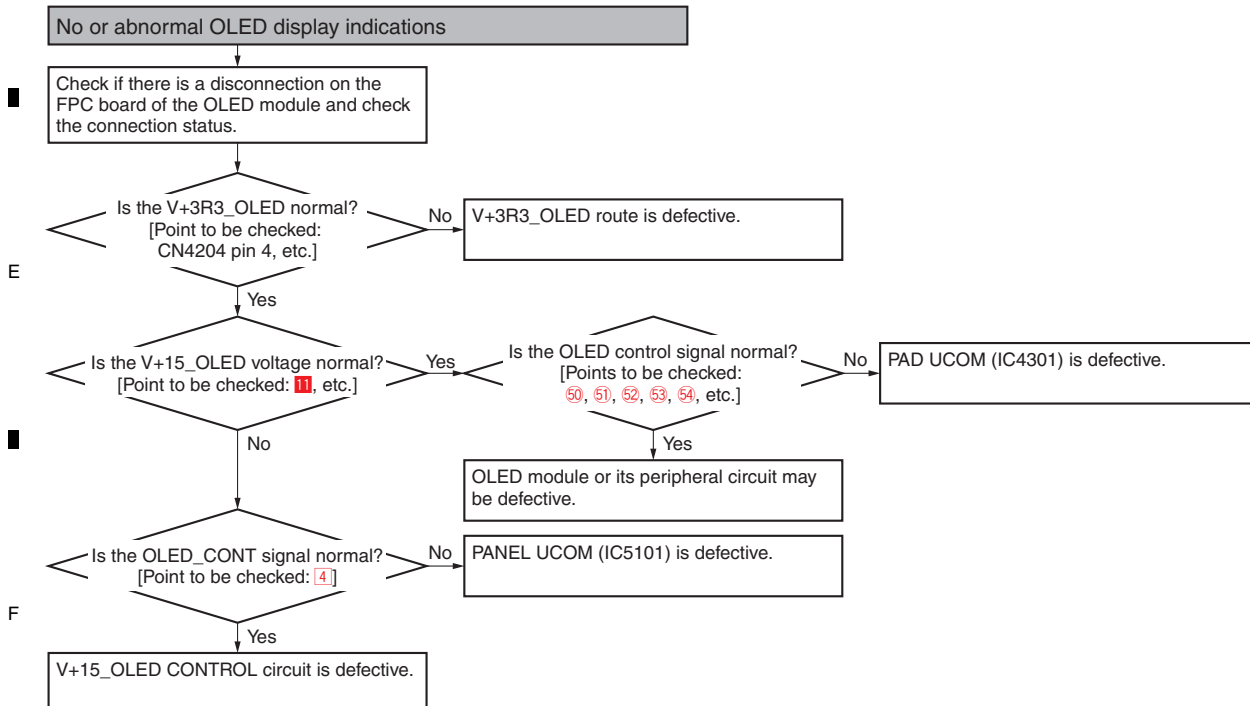 No or abnormal OLED display indications
Check if there is a disconnection on the
FPC board of the OLED module and check
the connection status.
Is the V+3R3_OLED normal?
[Point to be checked:
CN4204 pin 4, etc.]
No
V+3R3_OLED route is defective.
E
Yes
Is the V+15_OLED voltage normal?
[Point to be checked: 11, etc.]
Yes
Is the OLED control signal normal?
[Points to be checked:
㊿, 51, 52, 53, 54, etc.]
No
PAD UCOM (IC4301) is defective.
No
Yes
OLED module or its peripheral circuit may
be defective.
Is the OLED_CONT signal normal?
[Point to be checked: 4]
No
PANEL UCOM (IC5101) is defective.
F
Yes
V+15_OLED CONTROL circuit is defective.